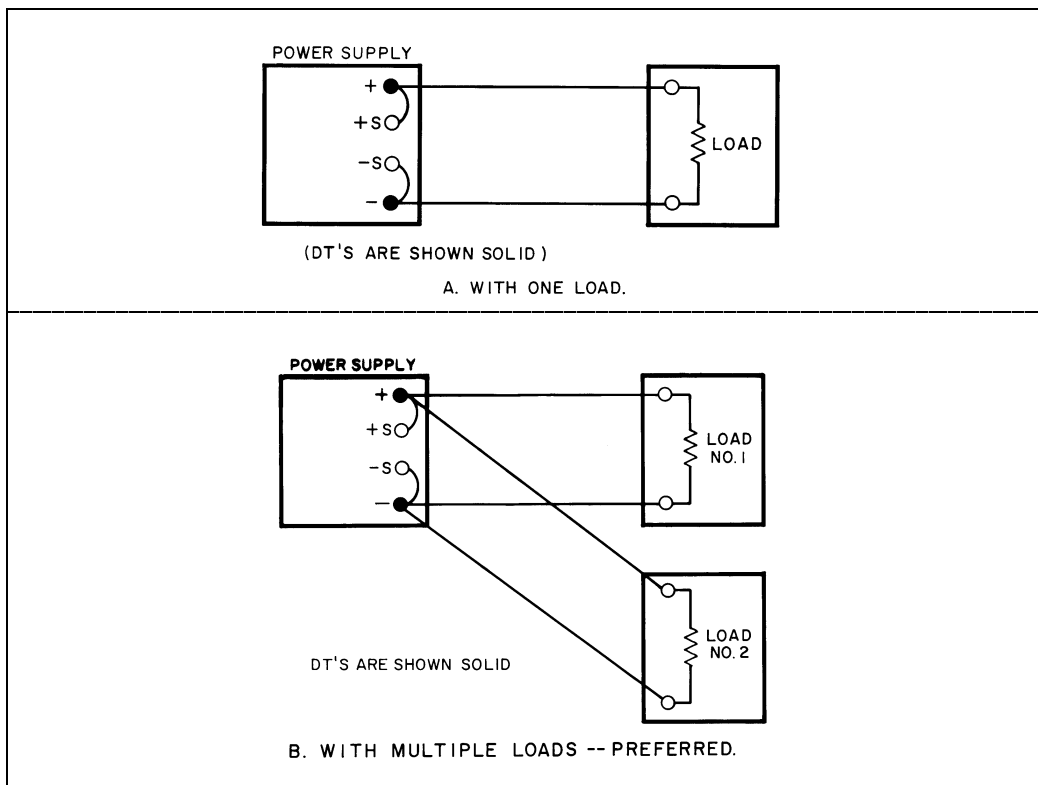 POWER SUPPLY
+
+S
-S
-
LOAD
(DT'S ARE SHOWN SOLID)
A. WITH ONE LOAD.
POWER SUPPLY
+
+S
-S
-
LOAD
NO. 1
LOAD
NO. 2
DT'S ARE SHOWN SOLID
B. WITH MULTIPLE LOADS -- PREFERRED.